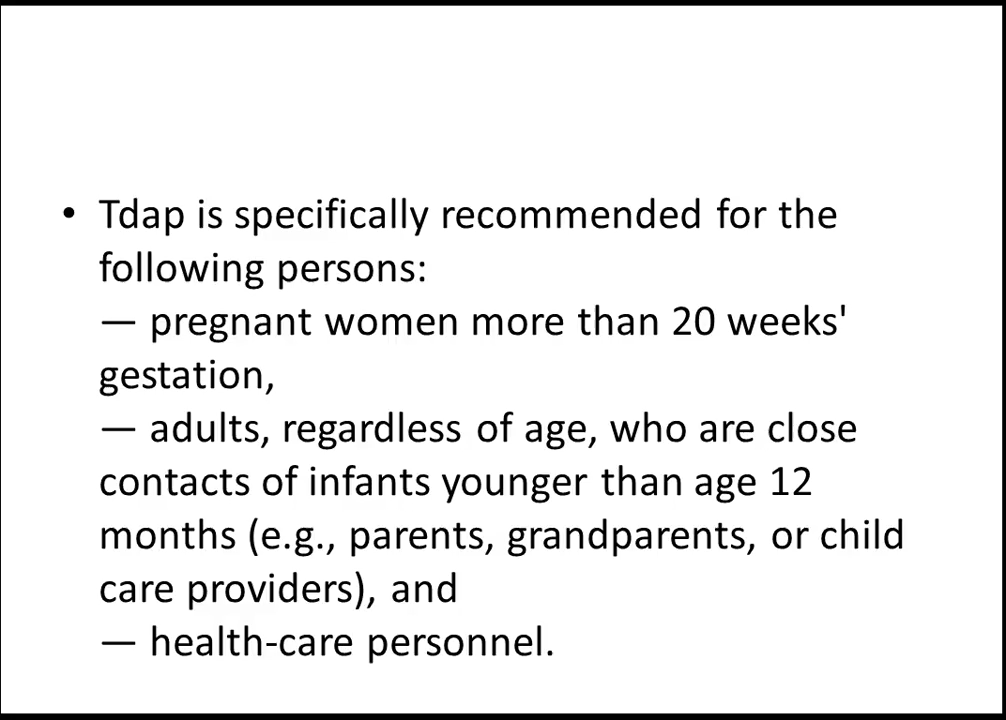 • Tdap is specifically recommended for the
following persons:
— pregnant women more than 20 weeks'
gestation,
— adults, regardless of age, who are close
contacts of infants younger than age 12
months (e.g., parents, grandparents, or child
care providers), and
— health-care personnel.